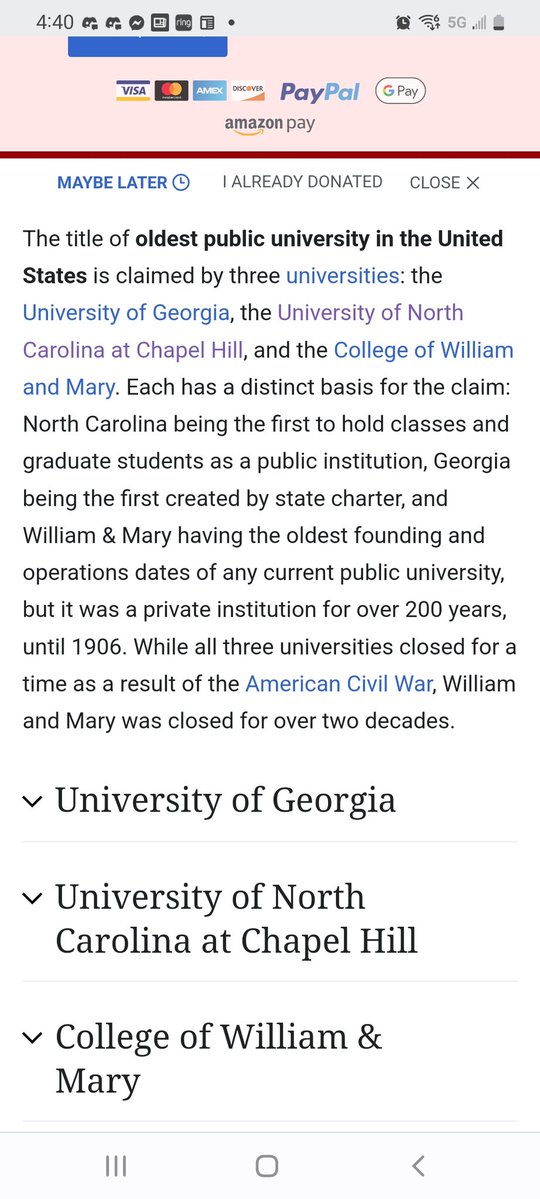 4:40 ring 5G
VISA mastercard AMEX DISCOVER PayPal G Pay
amazon pay
MAYBE LATER I ALREADY DONATED CLOSE
The title of oldest public university in the United
States is claimed by three universities: the
University of Georgia, the University of North
Carolina at Chapel Hill, and the College of William
and Mary. Each has a distinct basis for the claim:
North Carolina being the first to hold classes and
graduate students as a public institution, Georgia
being the first created by state charter, and
William & Mary having the oldest founding and
operations dates of any current public university,
but it was a private institution for over 200 years,
until 1906. While all three universities closed for a
time as a result of the American Civil War, William
and Mary was closed for over two decades.
University of Georgia
University of North
Carolina at Chapel Hill
College of William &
Mary